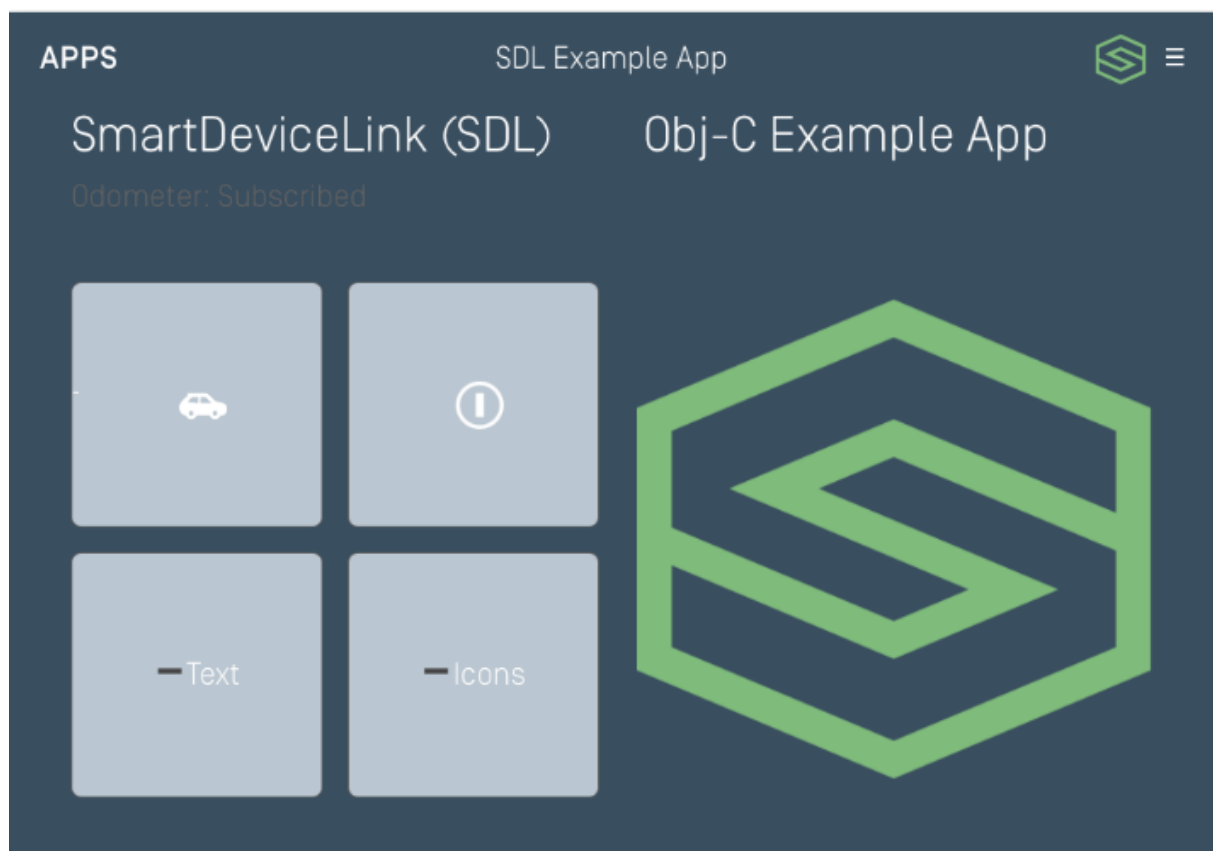 APPS SDL Example App
SmartDeviceLink (SDL) Obj-C Example App
Odometer: Subscribed
Text Icons